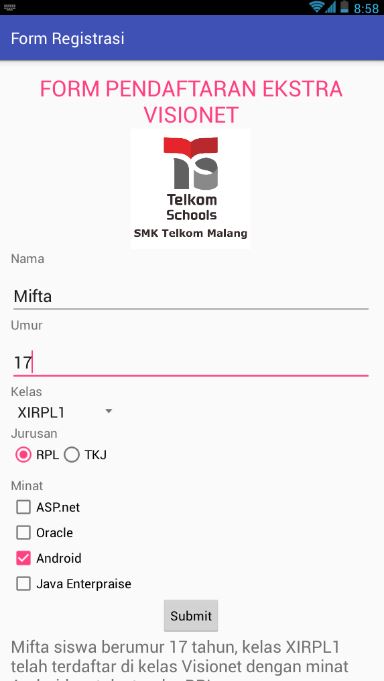 8:58
Form Registrasi
FORM PENDAFTARAN EKSTRA
VISIONET
Telkom
Schools
SMK Telkom Malang
Nama
Mifta
Umur
17
Kelas
XIRPL1
Jurusan
RPL TKJ
Minat
ASP.net
Oracle
Android
Java Enterpraise
Submit
Mifta siswa berumur 17 tahun, kelas XIRPL1
telah terdaftar di kelas Visionet dengan minat